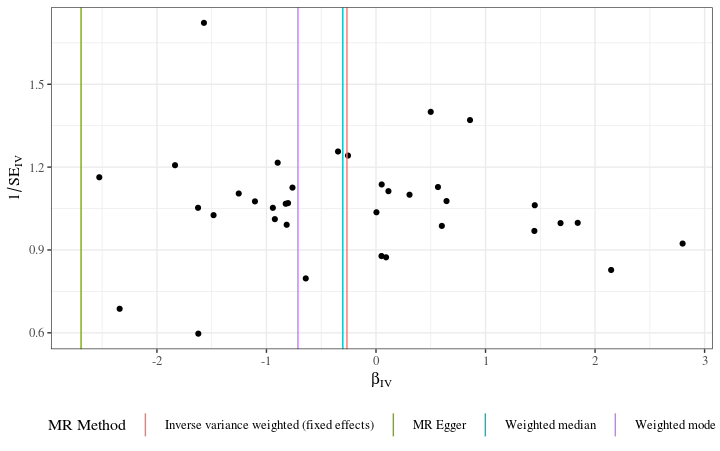 1/SE_IV
1.5
1.2
0.9
0.6
-2
-1
0
1
2
3
β_IV
MR Method
Inverse variance weighted (fixed effects)
MR Egger
Weighted median
Weighted mode